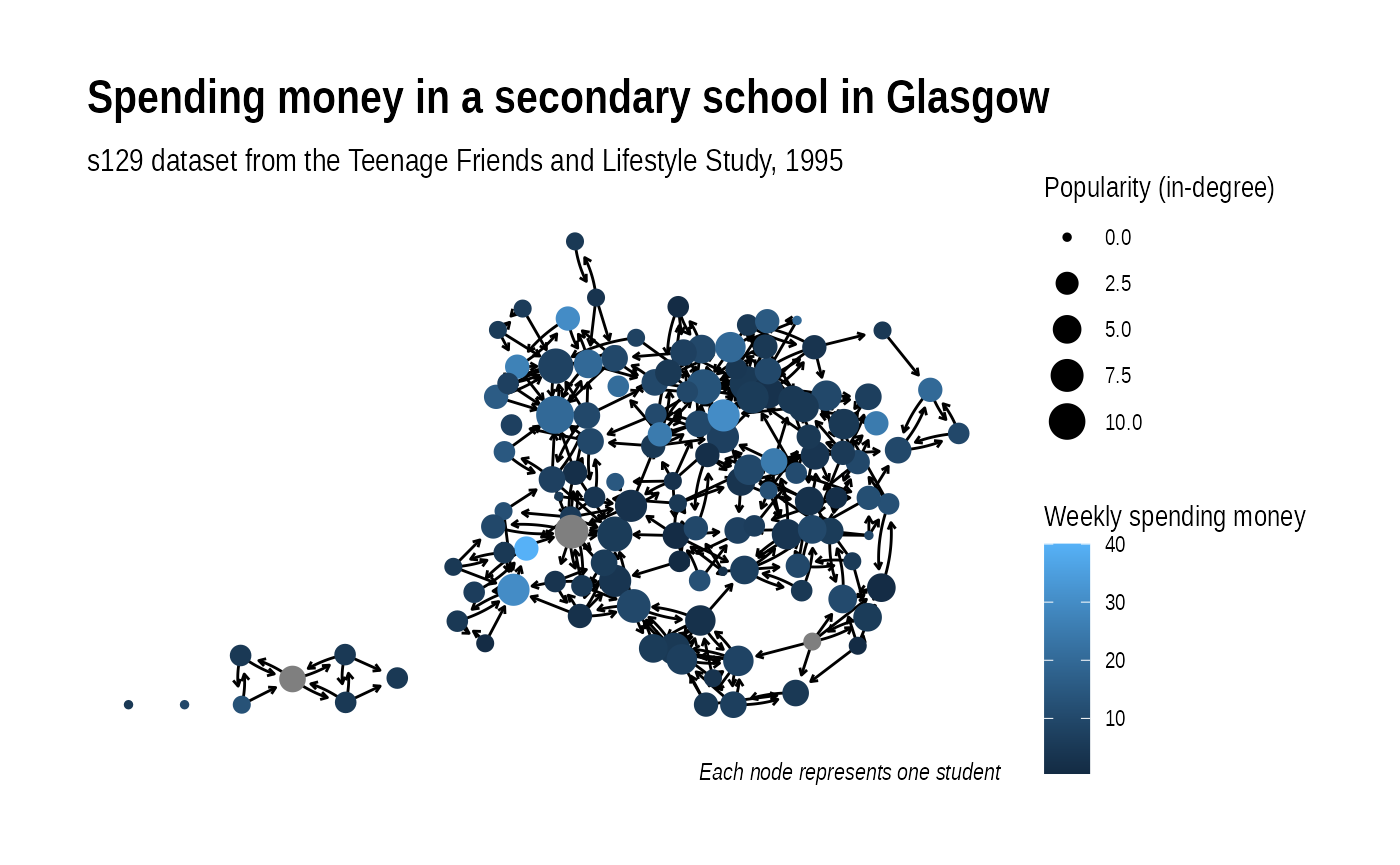 Spending money in a secondary school in Glasgow
s129 dataset from the Teenage Friends and Lifestyle Study, 1995
Popularity (in-degree)
0.0
2.5
5.0
7.5
10.0
Weekly spending money
40
30
20
10
Each node represents one student